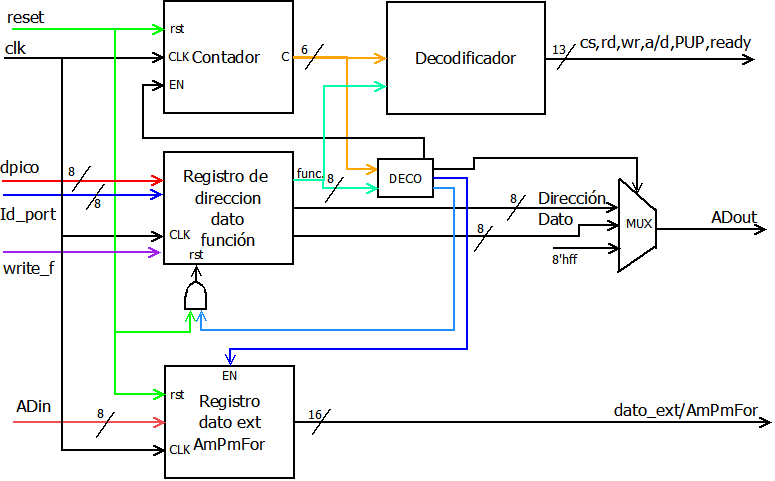 reset
rst
clk
CLK
Contador
C
6
EN
Decodificador
13
cs,rd,wr,a/d,PUP,ready
dpico
8
Id_port
8
write_f
Registro de
direccion
dato
función
func.
8
CLK
rst
DECO
8
Dirección
8
Dato
8'hff
MUX
ADout
EN
rst
Registro
dato ext
AmPmFor
CLK
ADin
8
16
dato_ext/AmPmFor